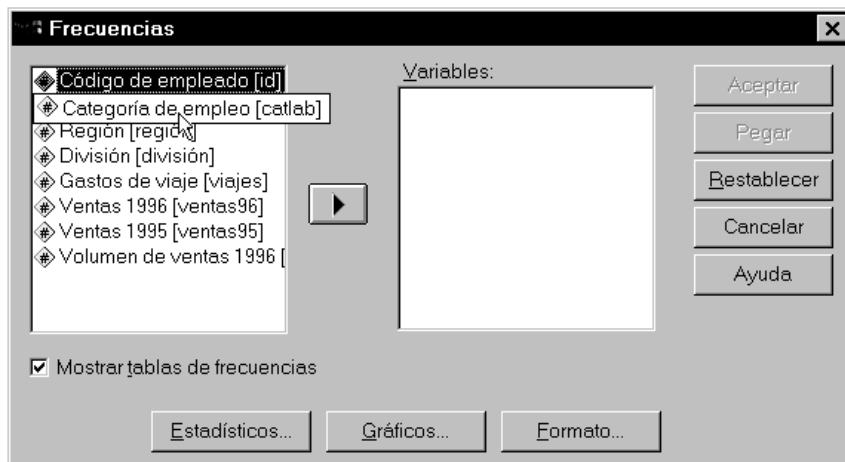 Frecuencias
Código de empleado [id]
Categoría de empleo [catlab]
Región [región]
División [división]
Gastos de viaje [viajes]
Ventas 1996 [ventas96]
Ventas 1995 [ventas95]
Volumen de ventas 1996 [
Variables:
Aceptar
Pegar
Restablecer
Cancelar
Ayuda
Mostrar tablas de frecuencias
Estadísticos...
Gráficos...
Formato...